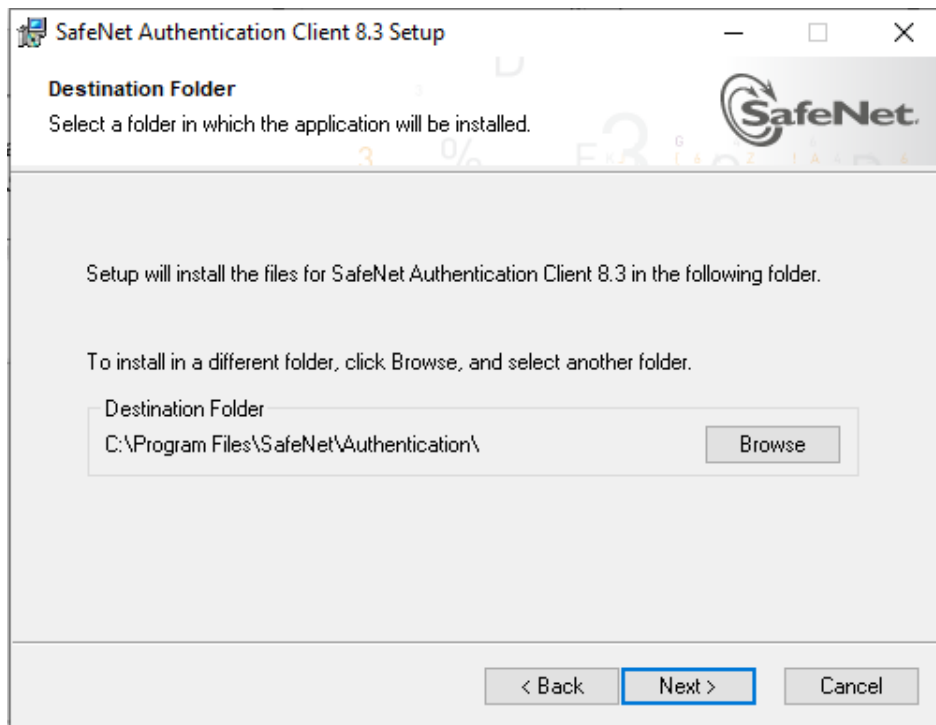 SafeNet Authentication Client 8.3 Setup
Destination Folder
Select a folder in which the application will be installed.
SafeNet.
Setup will install the files for SafeNet Authentication Client 8.3 in the following folder.
To install in a different folder, click Browse, and select another folder.
Destination Folder
C:\Program Files\SafeNet\Authentication\
Browse
< Back
Next >
Cancel